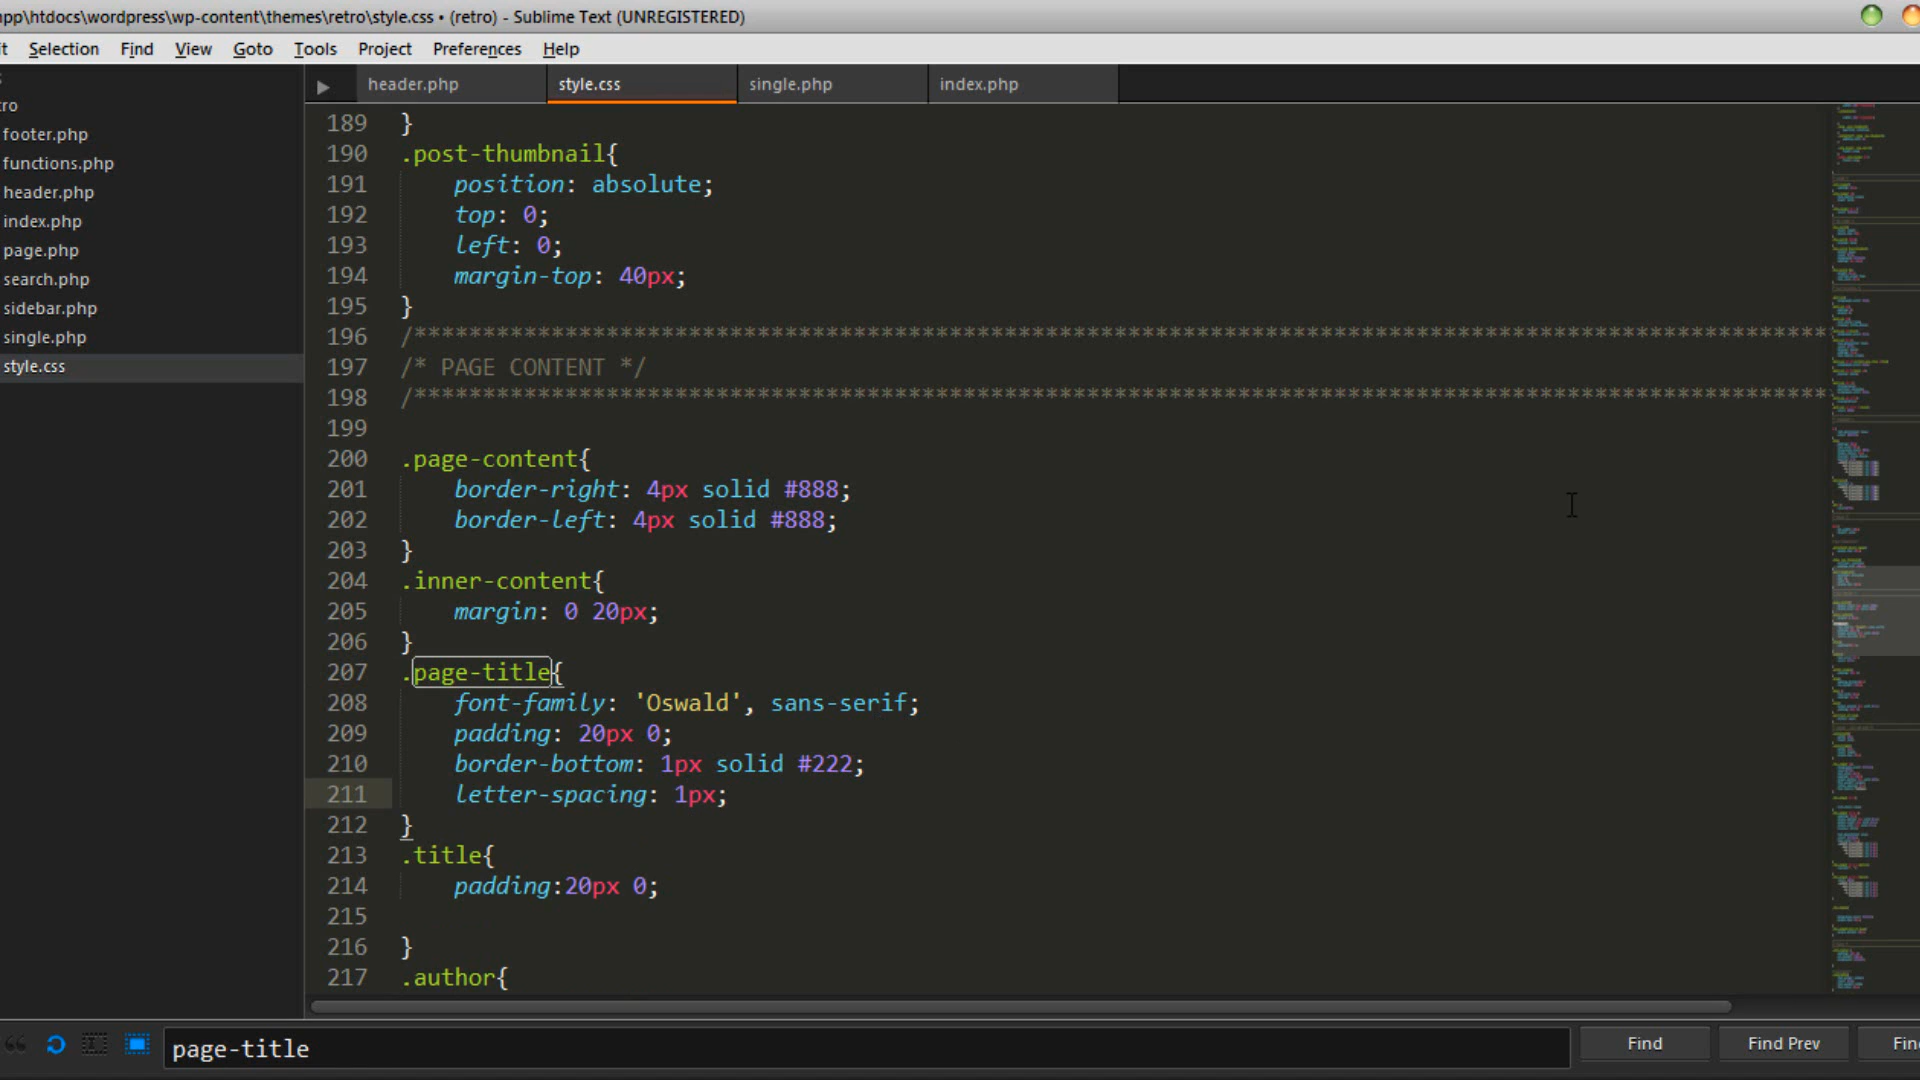 pp\htdocs\wordpress\wp-content\themes\retro\style.css • (retro) - Sublime Text (UNREGISTERED)
Selection Find View Goto Tools Project Preferences Help
header.php style.css single.php index.php
footer.php
functions.php
header.php
index.php
page.php
search.php
sidebar.php
single.php
style.css
189 }
190 .post-thumbnail{
191 position: absolute;
192 top: 0;
193 left: 0;
194 margin-top: 40px;
195 }
196 /********************************************************************************************************
197 /* PAGE CONTENT */
198 /********************************************************************************************************
199
200 .page-content{
201 border-right: 4px solid #888;
202 border-left: 4px solid #888;
203 }
204 .inner-content{
205 margin: 0 20px;
206 }
207 .page-title{
208 font-family: 'Oswald', sans-serif;
209 padding: 20px 0;
210 border-bottom: 1px solid #222;
211 letter-spacing: 1px;
212 }
213 .title{
214 padding:20px 0;
215
216 }
217 .author{
page-title Find Find Prev